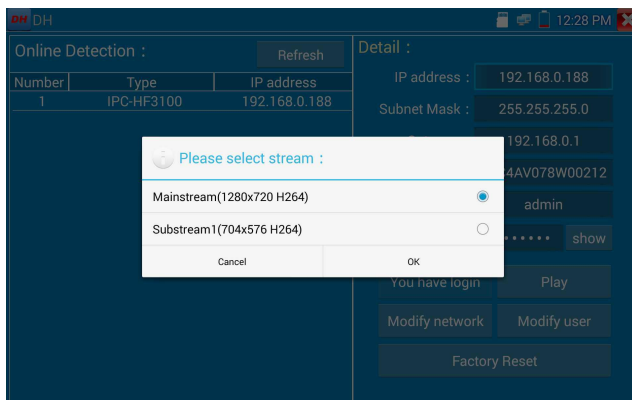 DH DH
12:28 PM
Online Detection :
Refresh
Number Type IP address
1 IPC-HF3100 192.168.0.188
Detail :
IP address : 192.168.0.188
Subnet Mask : 255.255.255.0
192.168.0.1
4AV078W00212
admin
show
You have login
Play
Modify network
Modify user
Factory Reset
Please select stream :
Mainstream(1280x720 H264)
Substream1(704x576 H264)
Cancel
OK